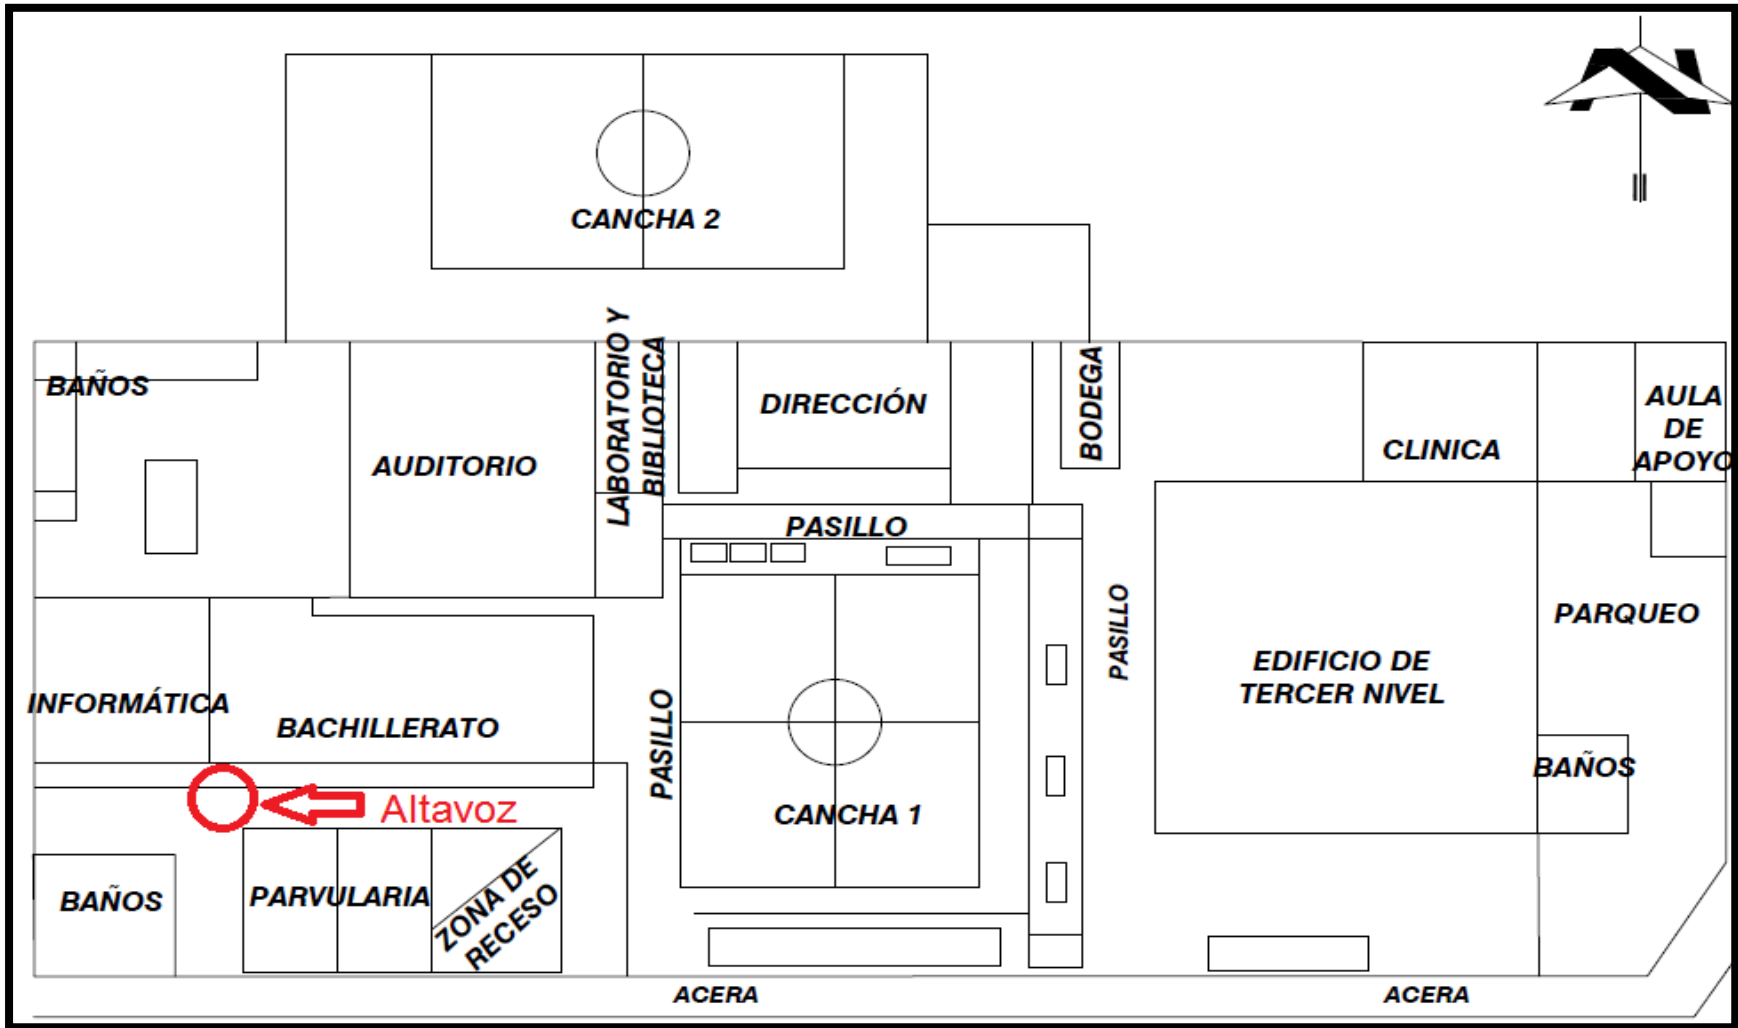 N
CANCHA 2
BAÑOS
AUDITORIO
LABORATORIO Y
BIBLIOTECA
DIRECCIÓN
BODEGA
CLINICA
AULA
DE
APOYO
PASILLO
PASILLO
PARQUEO
INFORMÁTICA
BACHILLERATO
PASILLO
EDIFICIO DE
TERCER NIVEL
BAÑOS
Altavoz
CANCHA 1
BAÑOS
PARVULARIA
ZONA DE
RECESO
ACERA
ACERA